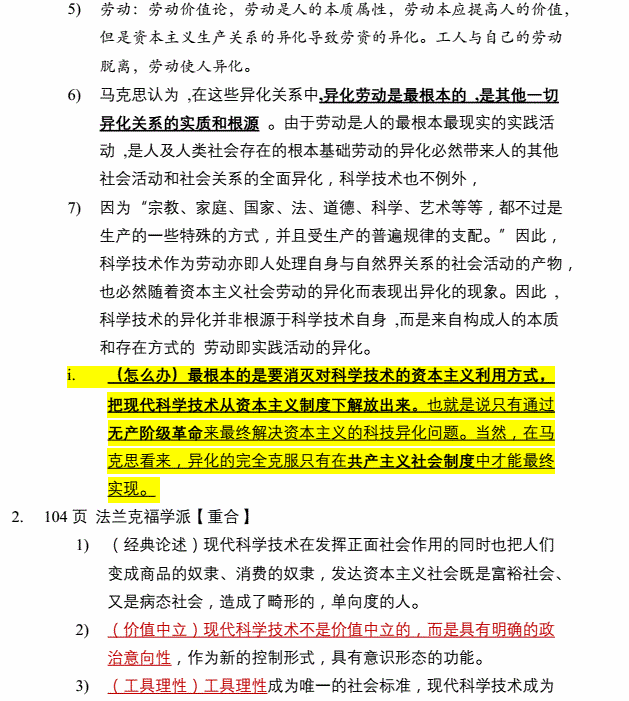 5) 劳动：劳动价值论，劳动是人的本质属性，劳动本应提高人的价值，
但是资本主义生产关系的异化导致劳资的异化。工人与自己的劳动
脱离，劳动使人异化。
6) 马克思认为 ,在这些异化关系中,异化劳动是最根本的 ,是其他一切
异化关系的实质和根源 。由于劳动是人的最根本最现实的实践活
动 ,是人及人类社会存在的根本基础劳动的异化必然带来人的其他
社会活动和社会关系的全面异化，科学技术也不例外，
7) 因为“宗教、家庭、国家、法、道德、科学、艺术等等，都不过是
生产的一些特殊的方式，并且受生产的普遍规律的支配。”因此，
科学技术作为劳动亦即人处理自身与自然界关系的社会活动的产物，
也必然随着资本主义社会劳动的异化而表现出异化的现象。因此 ，
科学技术的异化并非根源于科学技术自身 ,而是来自构成人的本质
和存在方式的 劳动即实践活动的异化。
i. （怎么办）最根本的是要消灭对科学技术的资本主义利用方式，
把现代科学技术从资本主义制度下解放出来。也就是说只有通过
无产阶级革命来最终解决资本主义的科技异化问题。当然，在马
克思看来，异化的完全克服只有在共产主义社会制度中才能最终
实现。
2. 104 页 法兰克福学派【重合】
1) （经典论述）现代科学技术在发挥正面社会作用的同时也把人们
变成商品的奴隶、消费的奴隶，发达资本主义社会既是富裕社会、
又是病态社会，造成了畸形的，单向度的人。
2) （价值中立）现代科学技术不是价值中立的，而是具有明确的政
治意向性，作为新的控制形式，具有意识形态的功能。
3) （工具理性）工具理性成为唯一的社会标准，现代科学技术成为